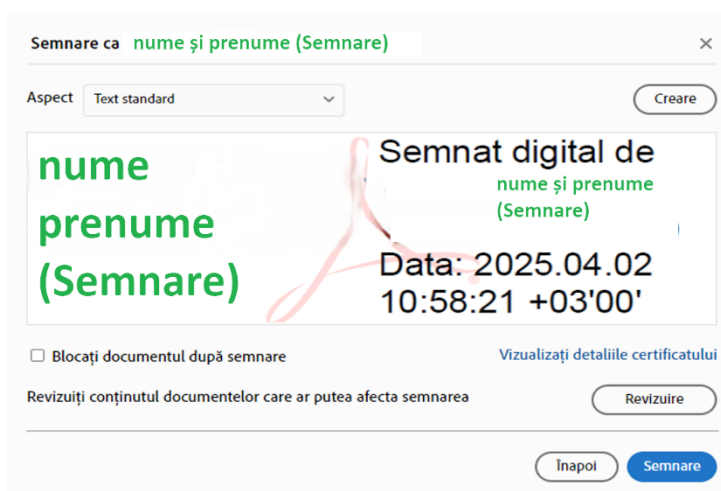 Semnare ca nume și prenume (Semnare)
Aspect Text standard Creare
nume
prenume
(Semnare)
Semnat digital de
nume și prenume
(Semnare)
Data: 2025.04.02
10:58:21 +03'00'
Blocați documentul după semnare Vizualizați detaliile certificatului
Revizuiți conținutul documentelor care ar putea afecta semnarea Revizuire
Înapoi Semnare